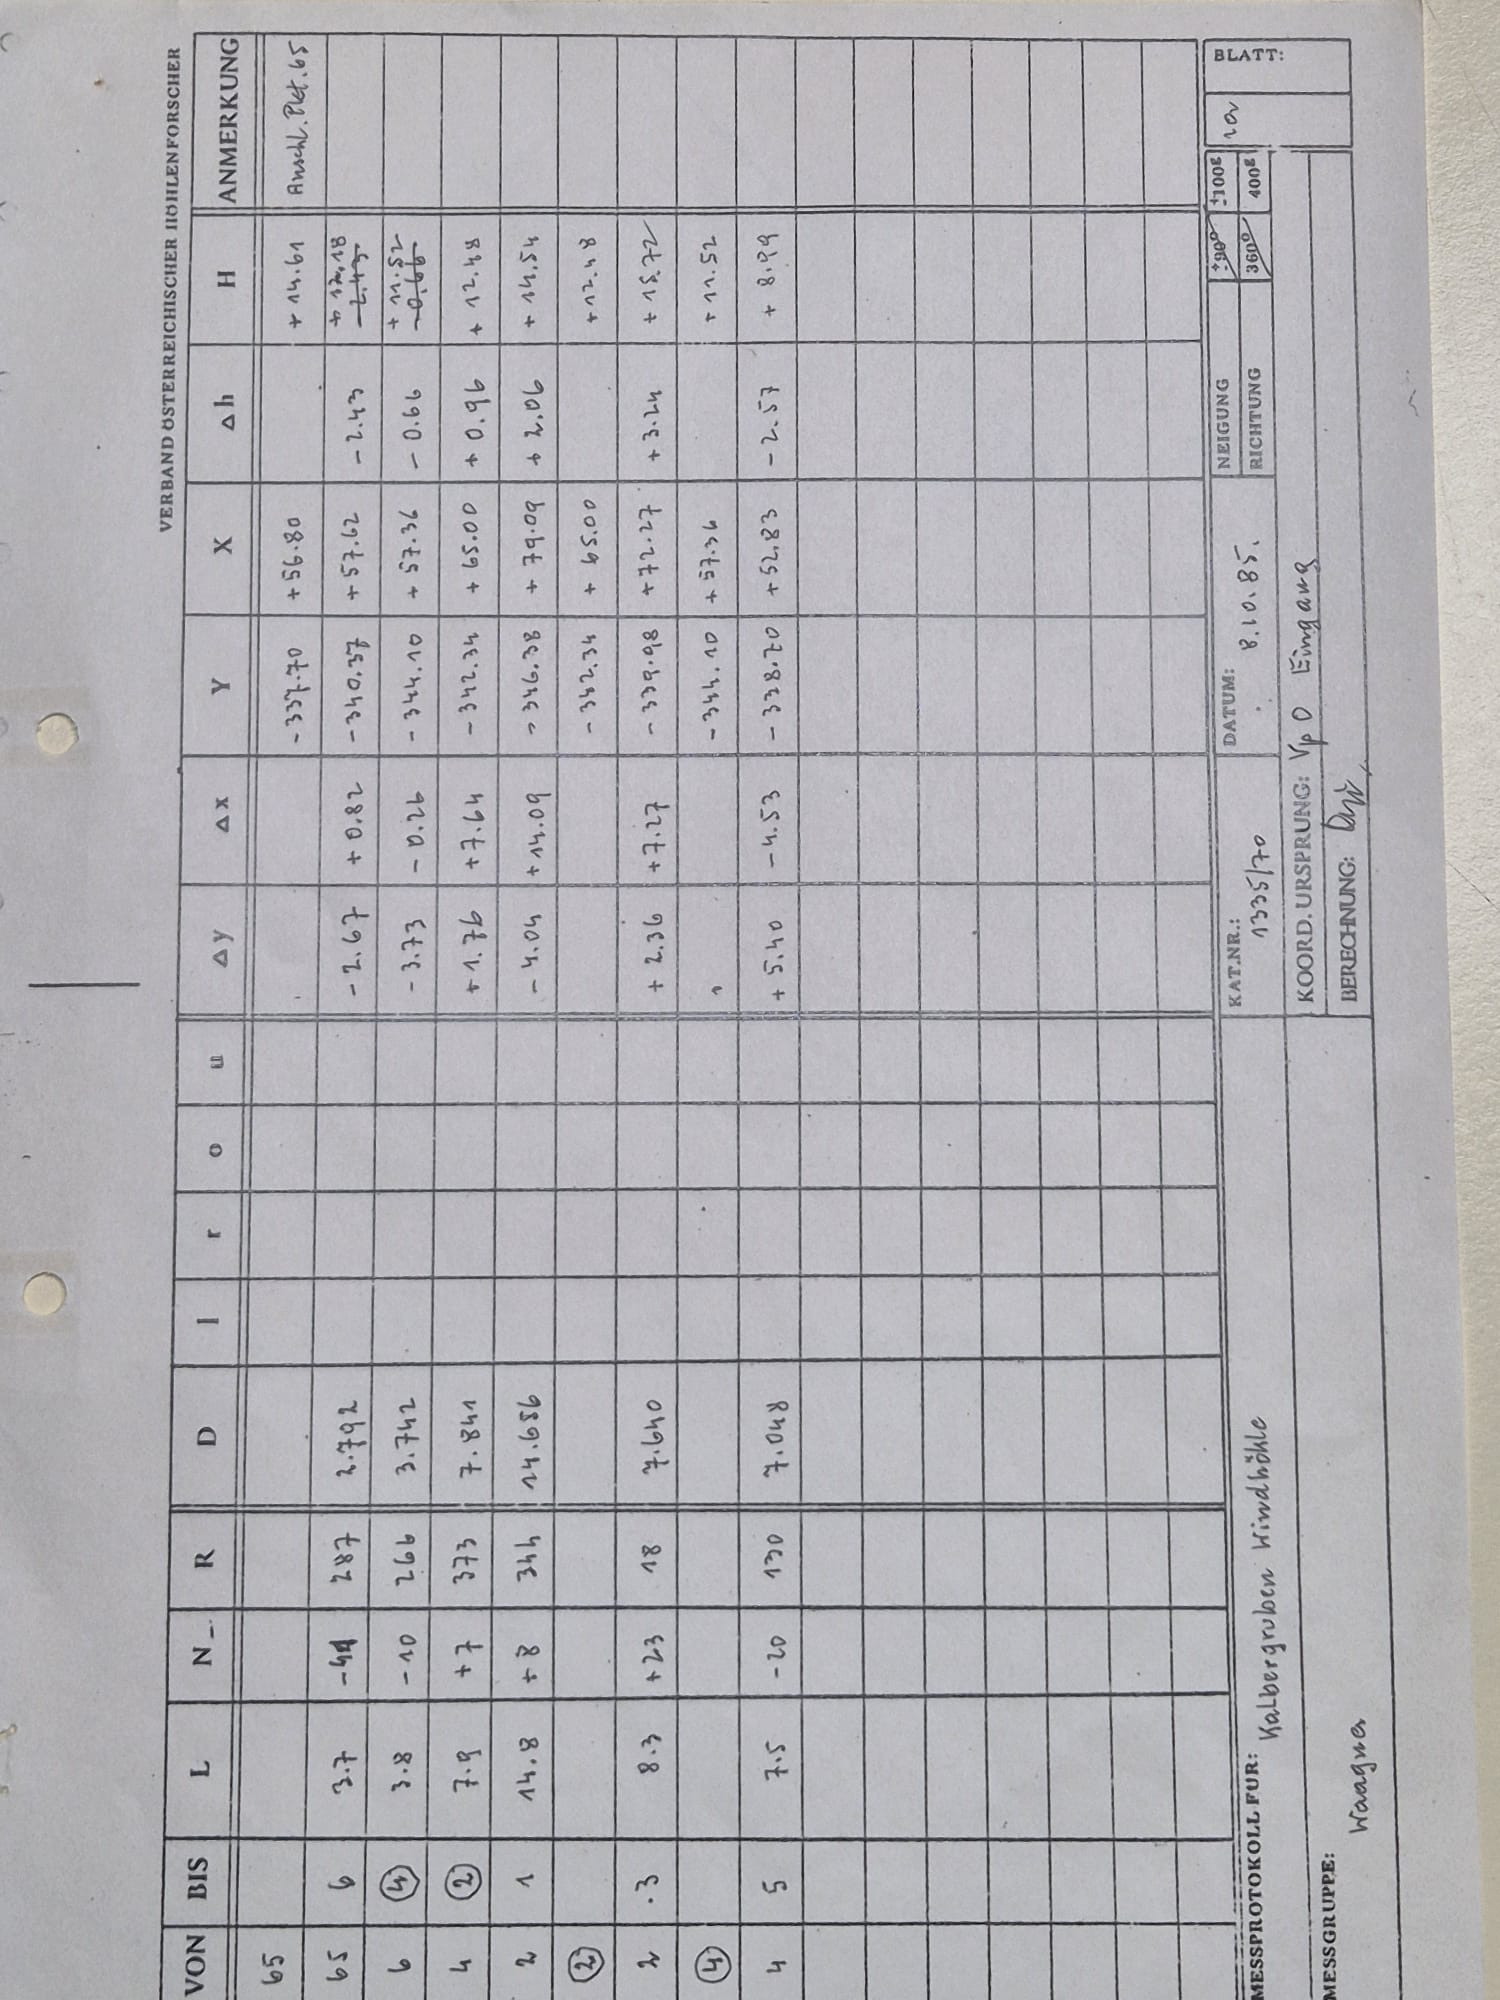 VERBAND ÖSTERREICHISCHER HÖHLENFORSCHER
VON BIS L N R D l r o u Δy Δx Y X Δh H ANMERKUNG
65 -337.70 +56.80 +14.61 Anschl. Plet. 65
65 6 3.7 -41 287 2.792 -2.67 +0.82 -340.37 +57.62 -2.43 +12.18 -2.43
6 4 3.8 -10 266 3.742 -3.73 -0.26 -344.10 +57.36 -0.66 +11.52 -0.66
4 2 7.9 +7 373 7.841 +1.76 +7.64 -342.34 +65.00 +0.96 +12.48
2 1 14.8 +8 344 14.656 -4.04 +14.09 -346.38 +79.09 +2.06 +14.54
2 -342.34 +65.00 +12.48
2 3 8.3 +23 18 7.640 +2.36 +7.27 -339.98 +72.27 +3.24 +15.72
4 -344.10 +57.36 +11.52
4 5 7.5 -20 130 7.048 +5.40 -4.53 -338.70 +52.83 -2.57 +8.99
MESSPROTOKOLL FÜR: Kalbergruben Windhöhle
KAT.NR.: 1335/70
DATUM: 8.10.85.
NEIGUNG ±90° ±100g
RICHTUNG 360° 400g
1a
BLATT:
MESSGRUPPE: Waagner
KOORD. URSPRUNG: Vp 0 Eingang
BERECHNUNG: